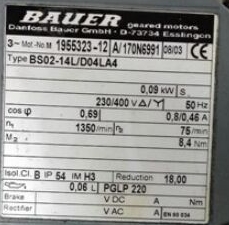 BAUER geared motors
Danfoss Bauer GmbH · D-73734 Esslingen
3~ Mot.-No.M 1955323-12 A/170N6991 08/03 CE
Type BS02-14L/D04LA4
0,09 kW S
230/400 V Δ/Y 50 Hz
cos φ 0,69 0,8/0,46 A
n₁ 1350/min n₂ 75/min
M₂ 8,4 Nm
Isol.Cl. B IP 54 IM H3 Reduction 18,00
0,06 L PGLP 220
Brake V DC A Nm
Rectifier V AC A EN 60 034